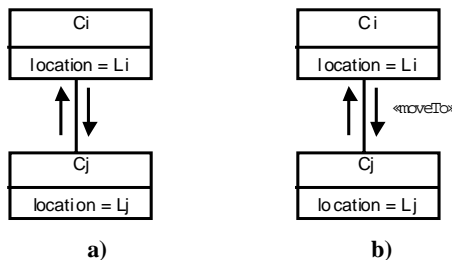 Ci
location = Li
Cj
location = Lj
a)
Ci
location = Li
«moveTo»
Cj
location = Lj
b)